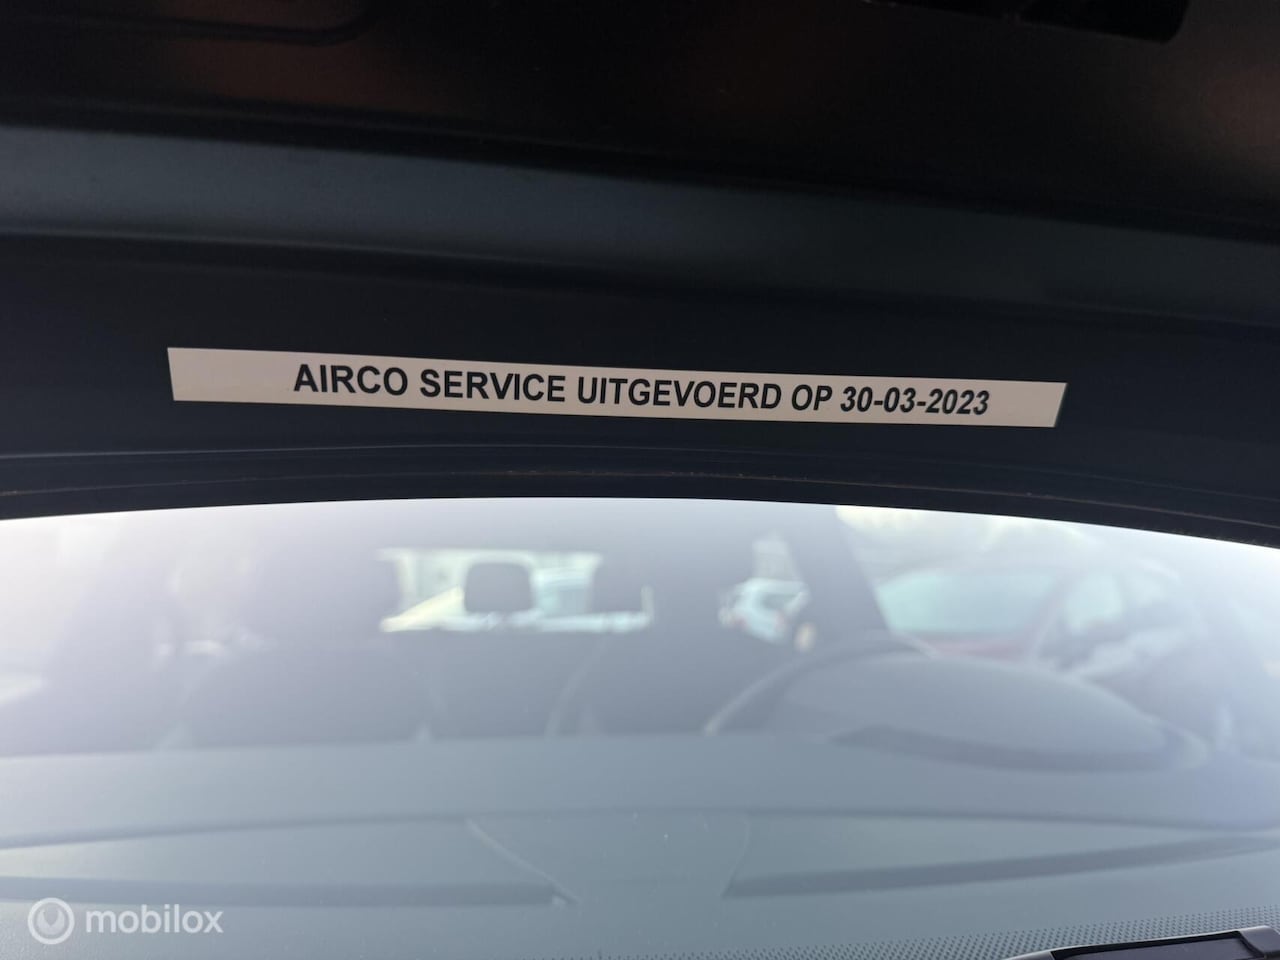 AIRCO SERVICE UITGEVOERD OP 30-03-2023
mobilox